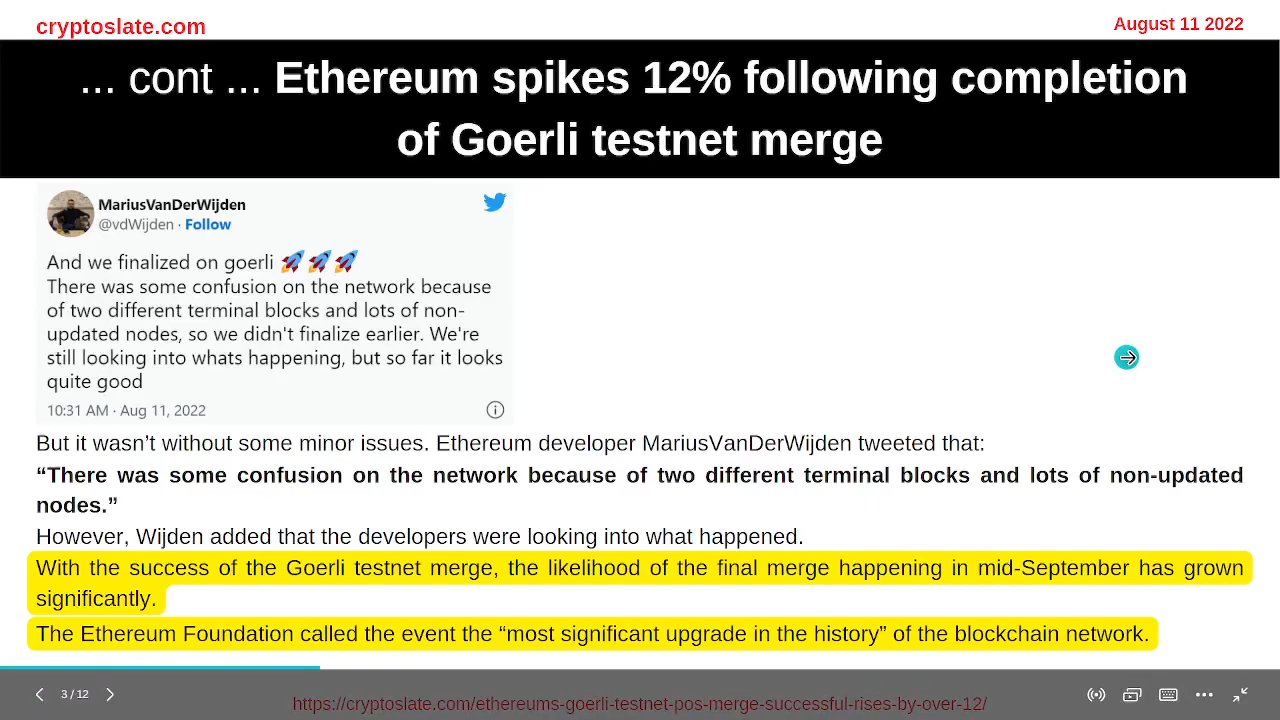 cryptoslate.com
August 11 2022
... cont ... Ethereum spikes 12% following completion
of Goerli testnet merge
MariusVanDerWijden
@vdWijden · Follow
And we finalized on goerli 🚀🚀🚀
There was some confusion on the network because
of two different terminal blocks and lots of non-
updated nodes, so we didn't finalize earlier. We're
still looking into whats happening, but so far it looks
quite good
10:31 AM · Aug 11, 2022
But it wasn’t without some minor issues. Ethereum developer MariusVanDerWijden tweeted that:
“There was some confusion on the network because of two different terminal blocks and lots of non-updated
nodes.”
However, Wijden added that the developers were looking into what happened.
With the success of the Goerli testnet merge, the likelihood of the final merge happening in mid-September has grown
significantly.
The Ethereum Foundation called the event the “most significant upgrade in the history” of the blockchain network.
3 / 12
https://cryptoslate.com/ethereums-goerli-testnet-pos-merge-successful-rises-by-over-12/